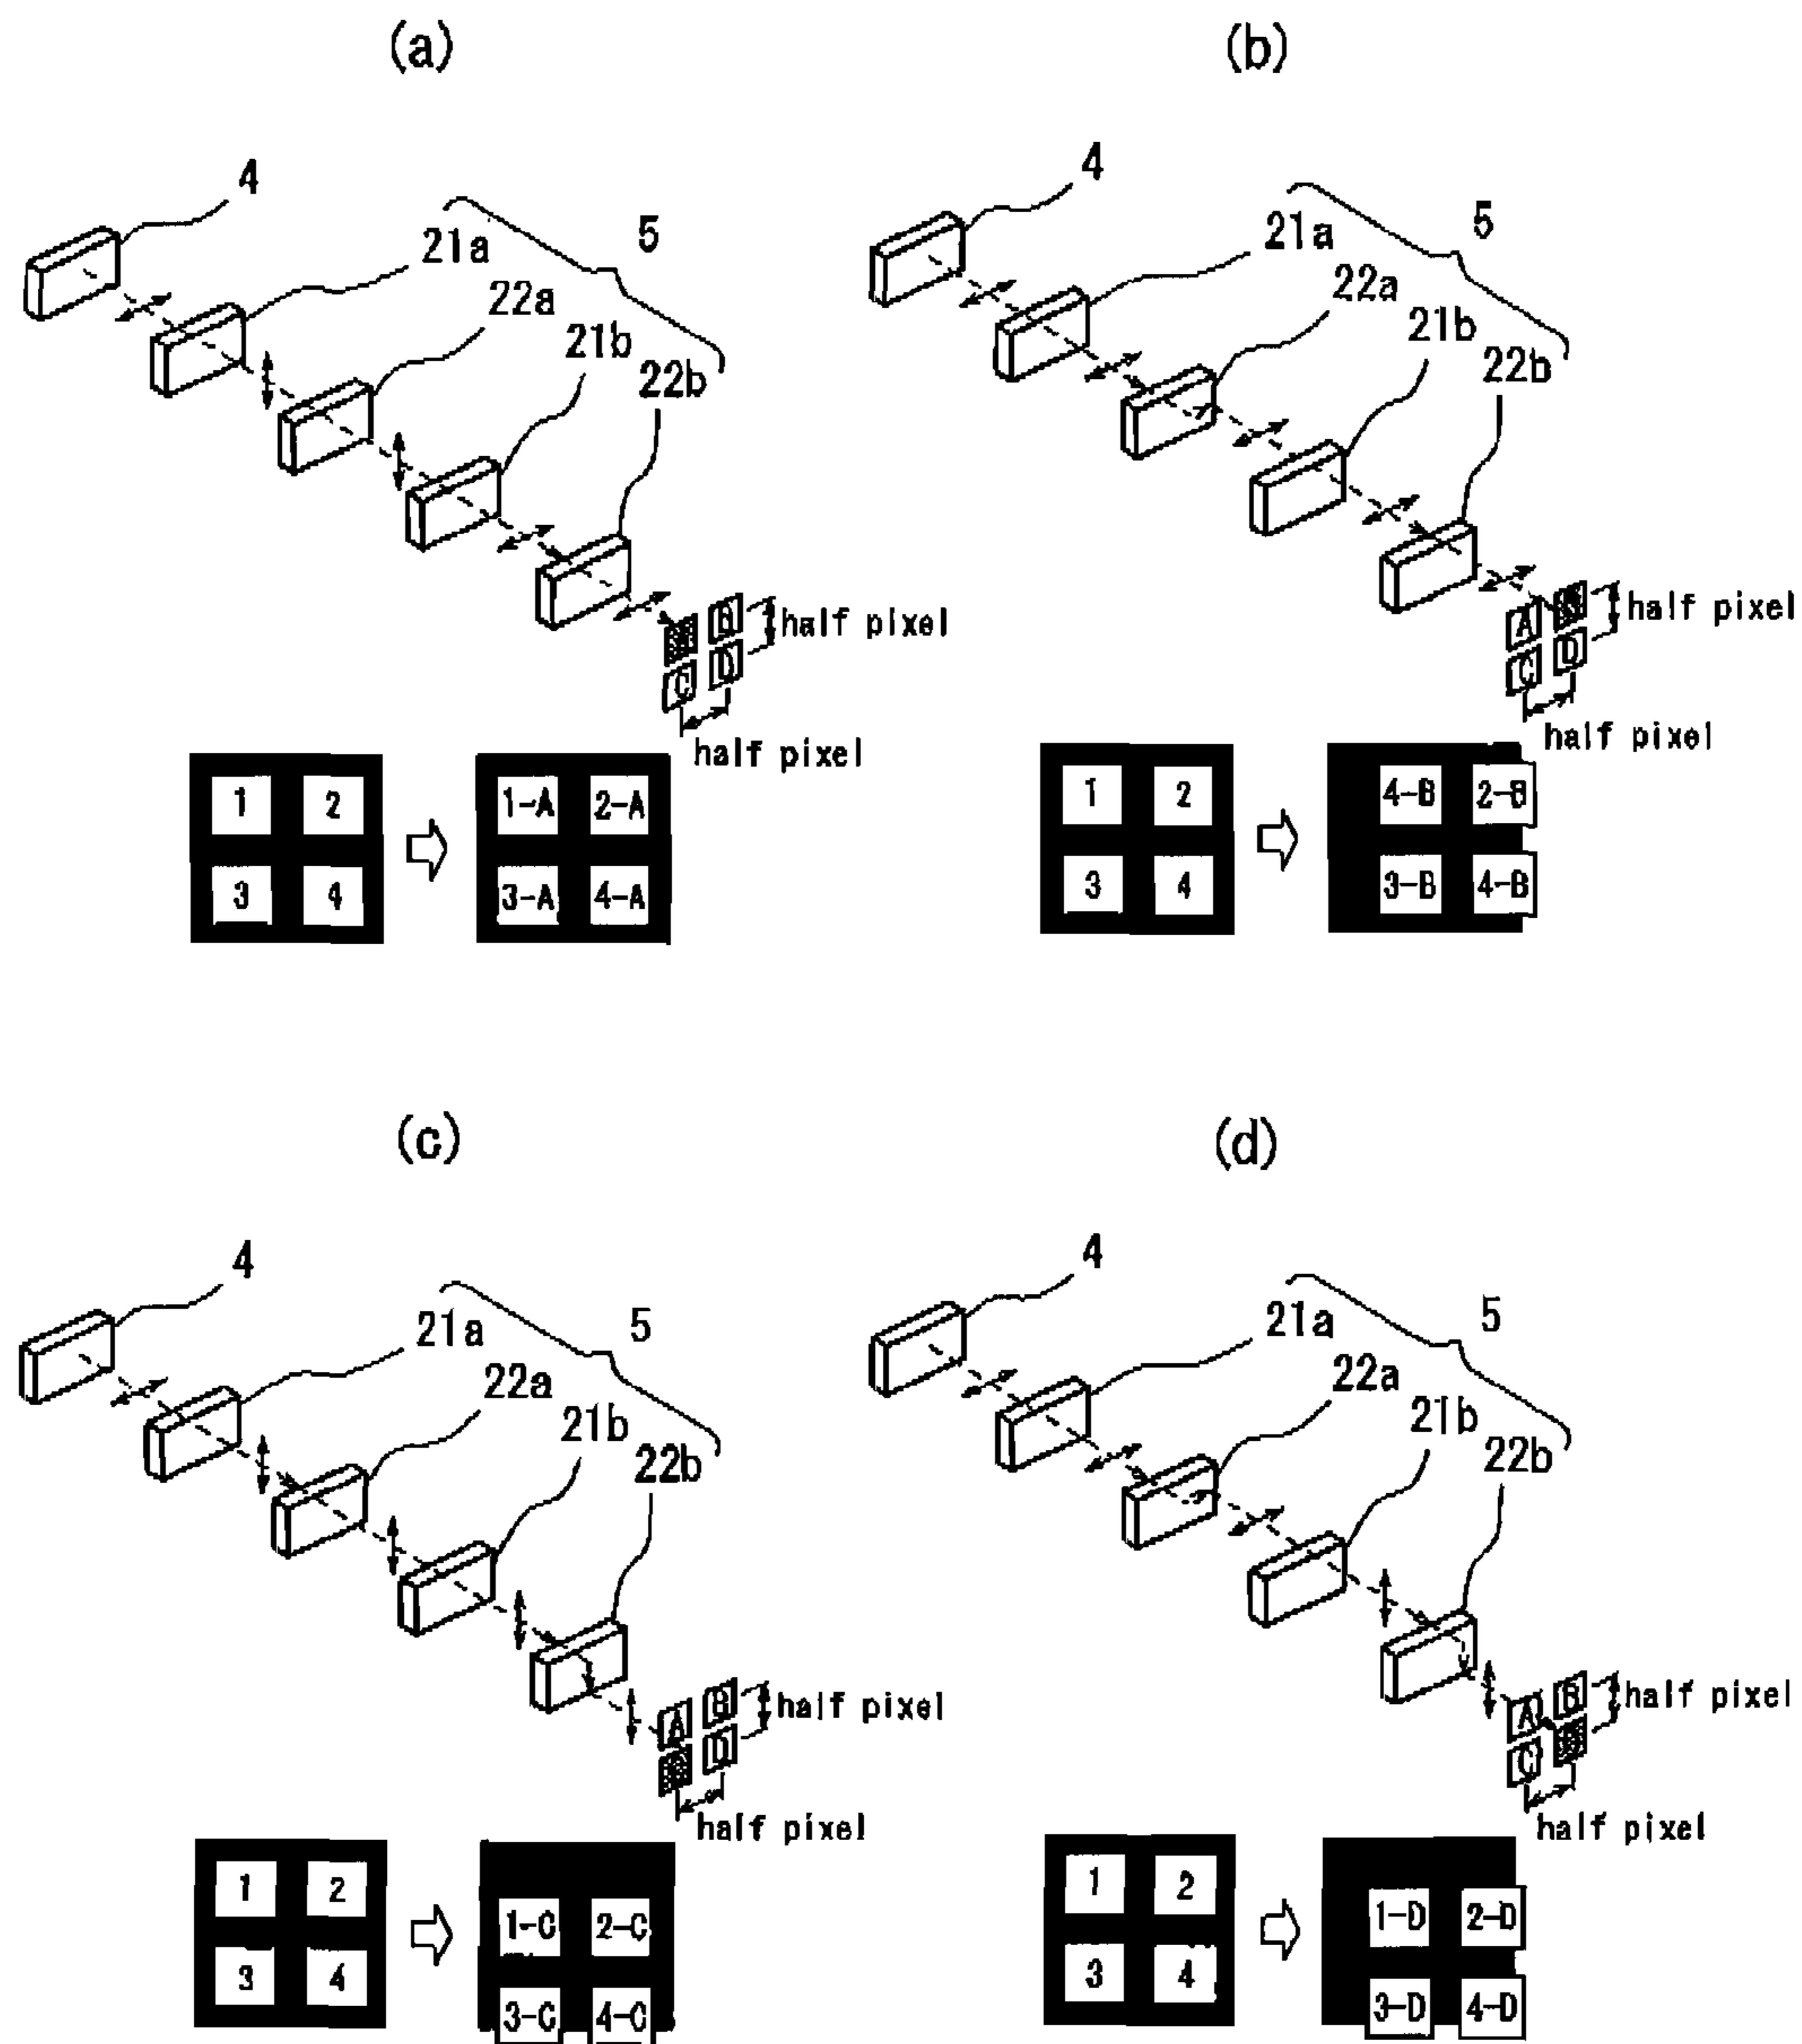 (a)
4
5
21a
22a
21b
22b
B
half pixel
C D
half pixel
1 2
3 4
1-A 2-A
3-A 4-A
(b)
4
5
21a
22a
21b
22b
A
half pixel
C D
half pixel
1 2
3 4
4-B 2-B
3-B 4-B
(c)
4
5
21a
22a
21b
22b
A B
half pixel
D
half pixel
1 2
3 4
1-C 2-C
3-C 4-C
(d)
4
5
21a
22a
21b
22b
A B
half pixel
C
half pixel
1 2
3 4
1-D 2-D
3-D 4-D